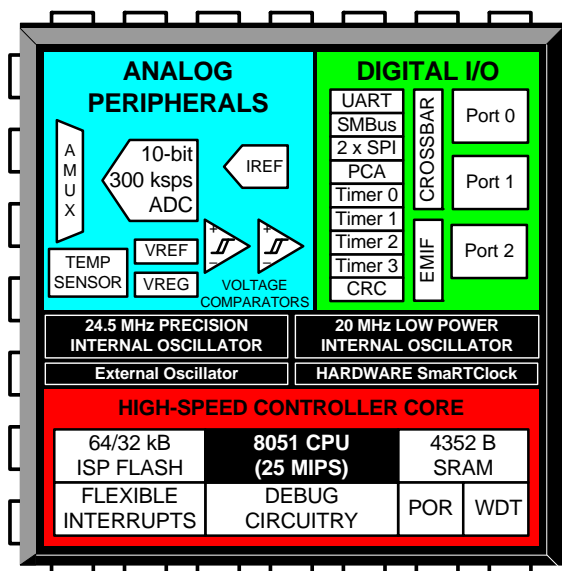 ANALOG
PERIPHERALS
A
M
U
X
10-bit
300 ksps
ADC
IREF
TEMP
SENSOR
VREF
VREG
+
–
+
–
VOLTAGE
COMPARATORS
DIGITAL I/O
UART
SMBus
2 x SPI
PCA
Timer 0
Timer 1
Timer 2
Timer 3
CRC
CROSSBAR
EMIF
Port 0
Port 1
Port 2
24.5 MHz PRECISION
INTERNAL OSCILLATOR
20 MHz LOW POWER
INTERNAL OSCILLATOR
External Oscillator
HARDWARE SmaRTClock
HIGH-SPEED CONTROLLER CORE
64/32 kB
ISP FLASH
8051 CPU
(25 MIPS)
4352 B
SRAM
FLEXIBLE
INTERRUPTS
DEBUG
CIRCUITRY
POR
WDT